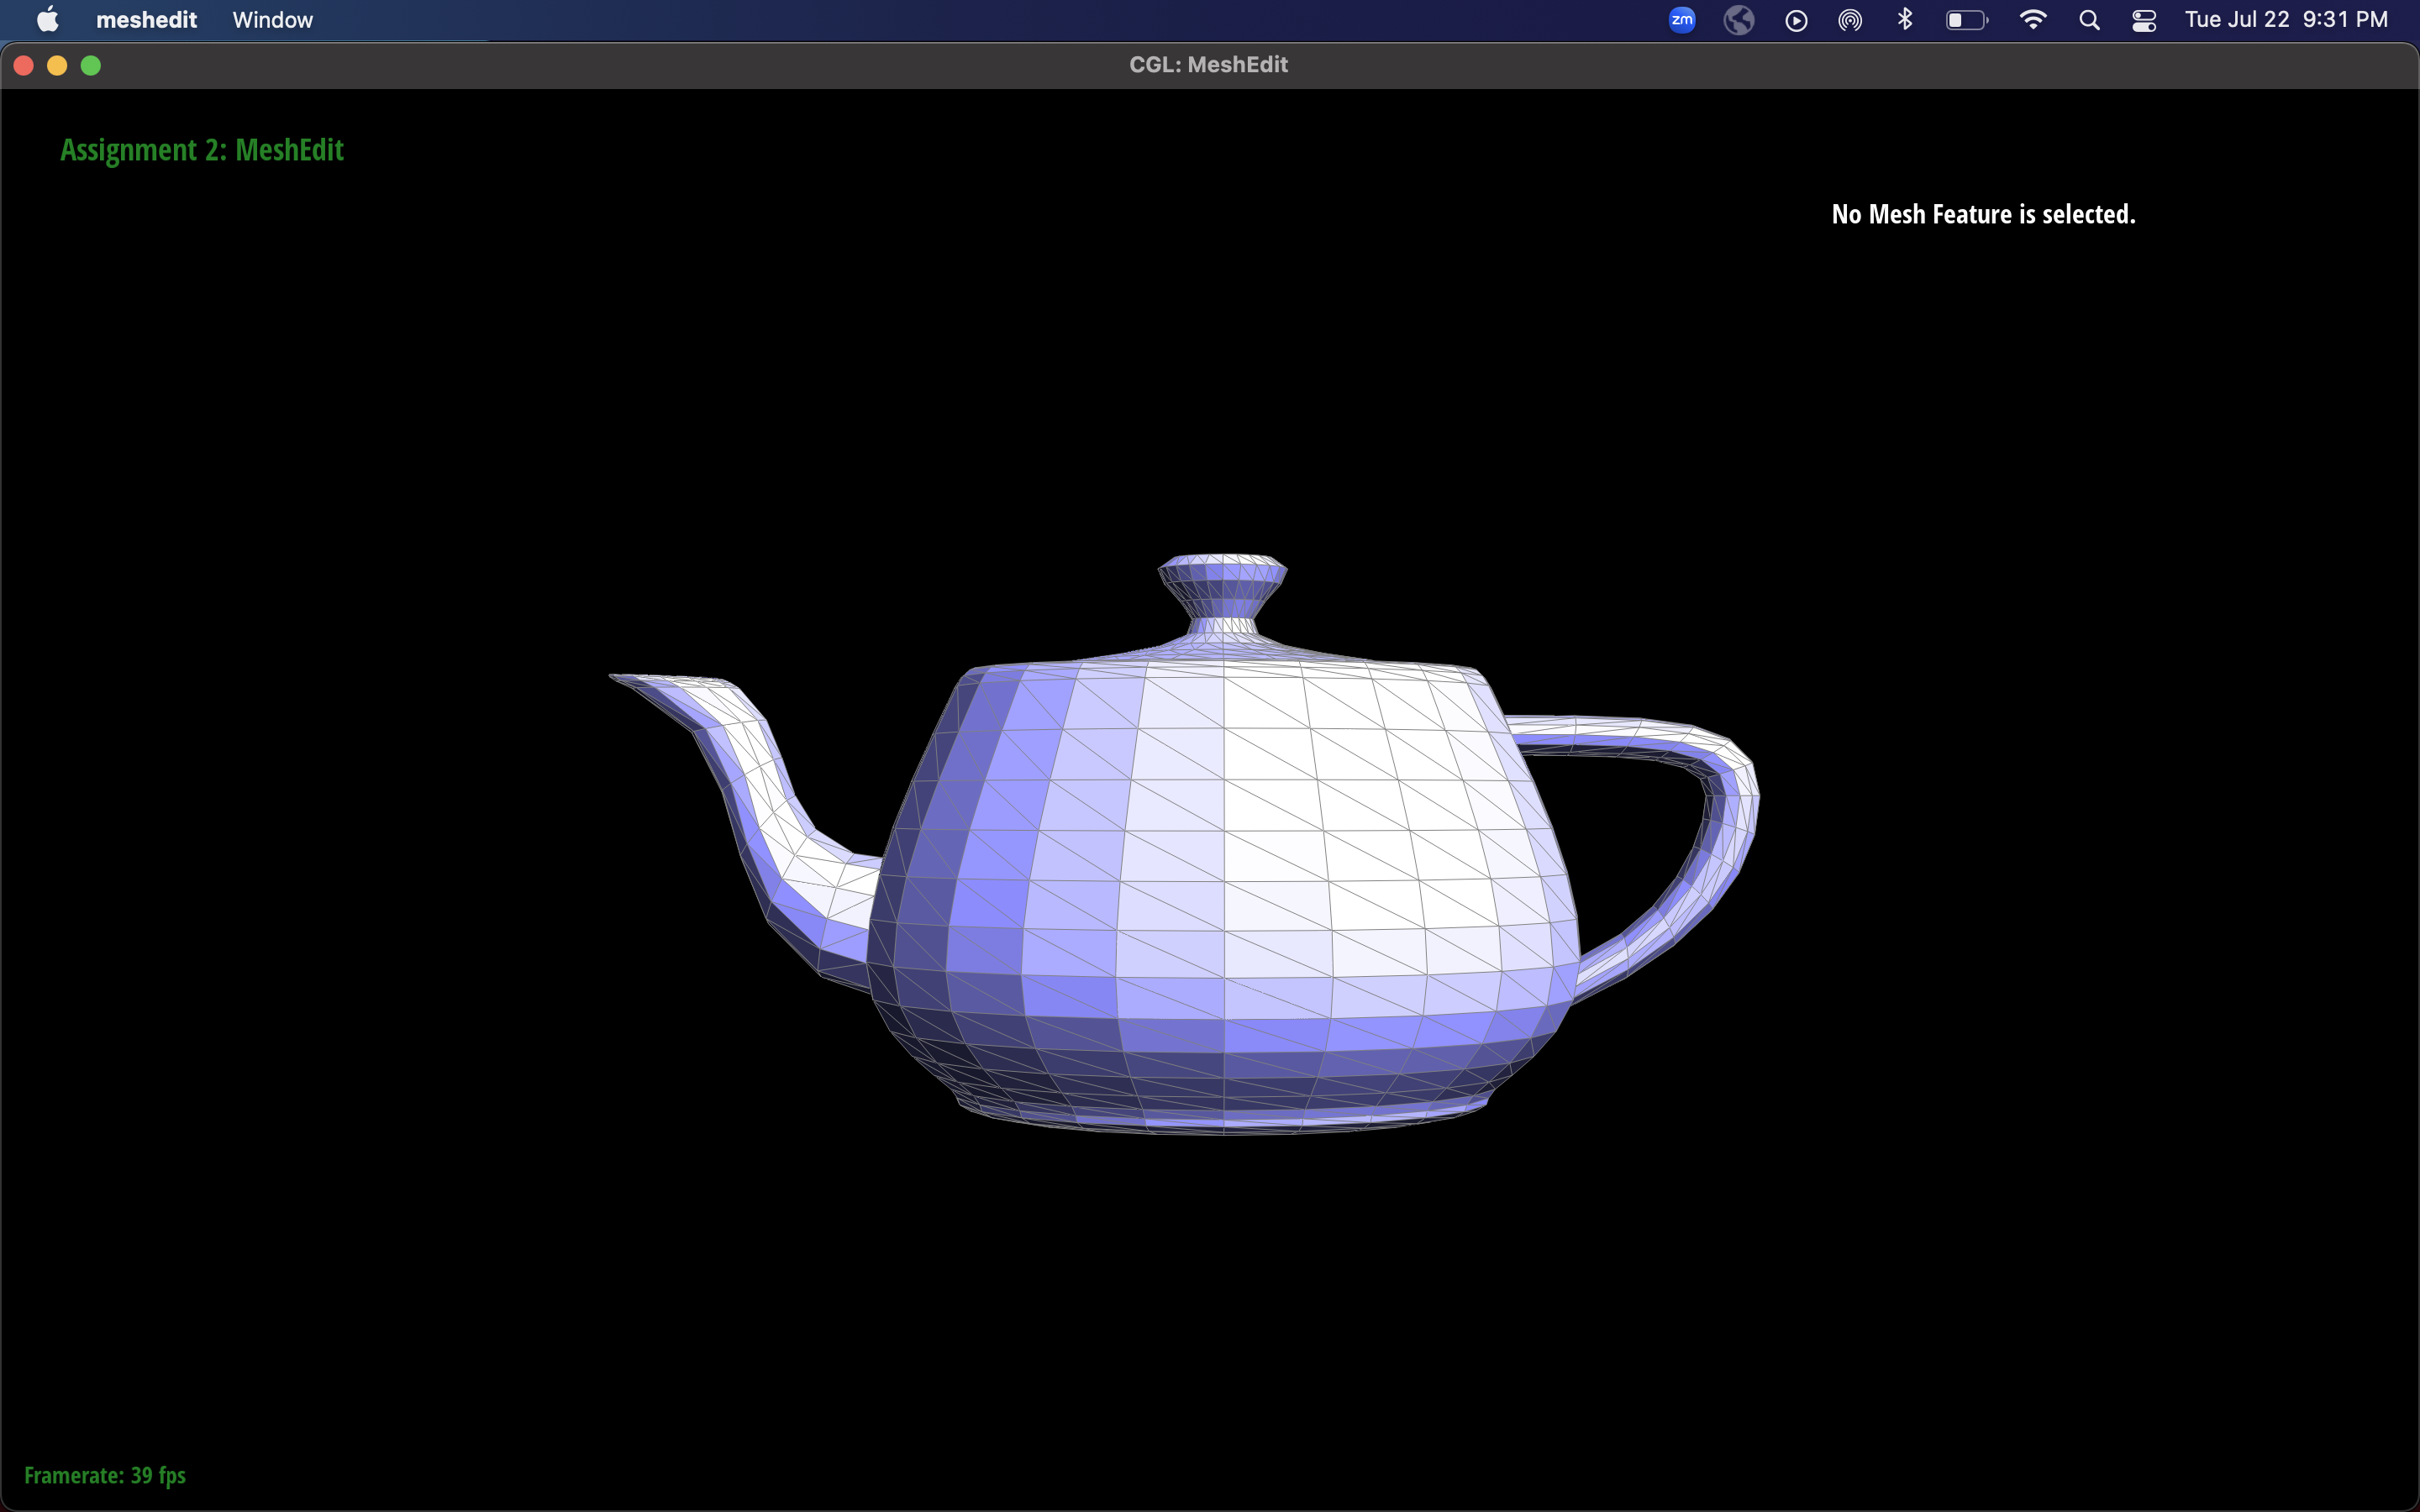 meshedit Window zm Tue Jul 22 9:31 PM
CGL: MeshEdit
Assignment 2: MeshEdit
No Mesh Feature is selected.
Framerate: 39 fps